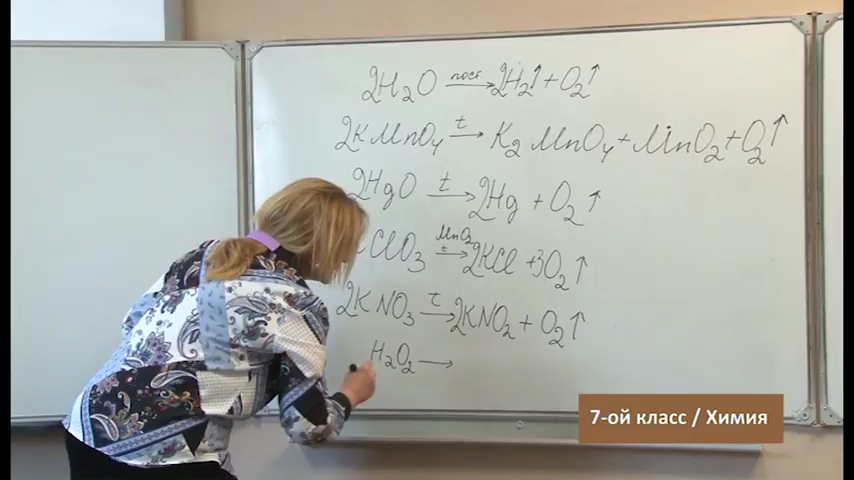 2H₂O —пост.→ 2H₂↑ + O₂↑
2KMnO₄ —t→ K₂MnO₄ + MnO₂ + O₂↑
2HgO —t→ 2Hg + O₂↑
ClO₃ —MnO₂, t→ 2KCl + 3O₂↑
2KNO₃ —t→ 2KNO₂ + O₂↑
H₂O₂ →
7-ой класс / Химия